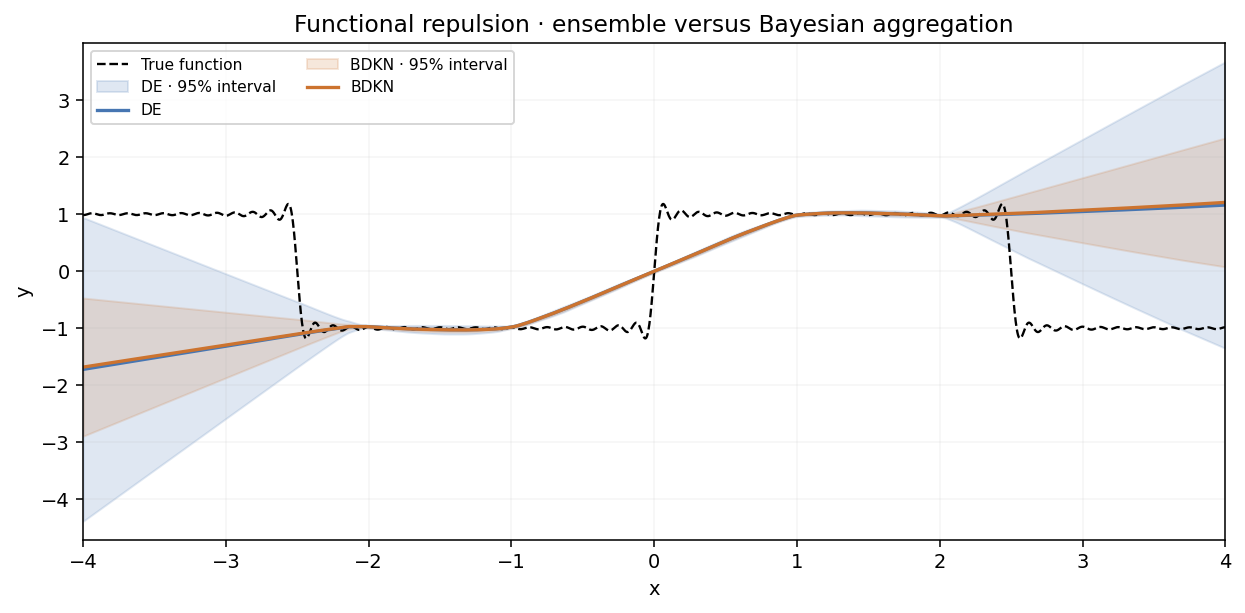 Functional repulsion · ensemble versus Bayesian aggregation
True function
DE · 95% interval
DE
BDKN · 95% interval
BDKN
y
3
2
1
0
−1
−2
−3
−4
−4
−3
−2
−1
0
1
2
3
4
x